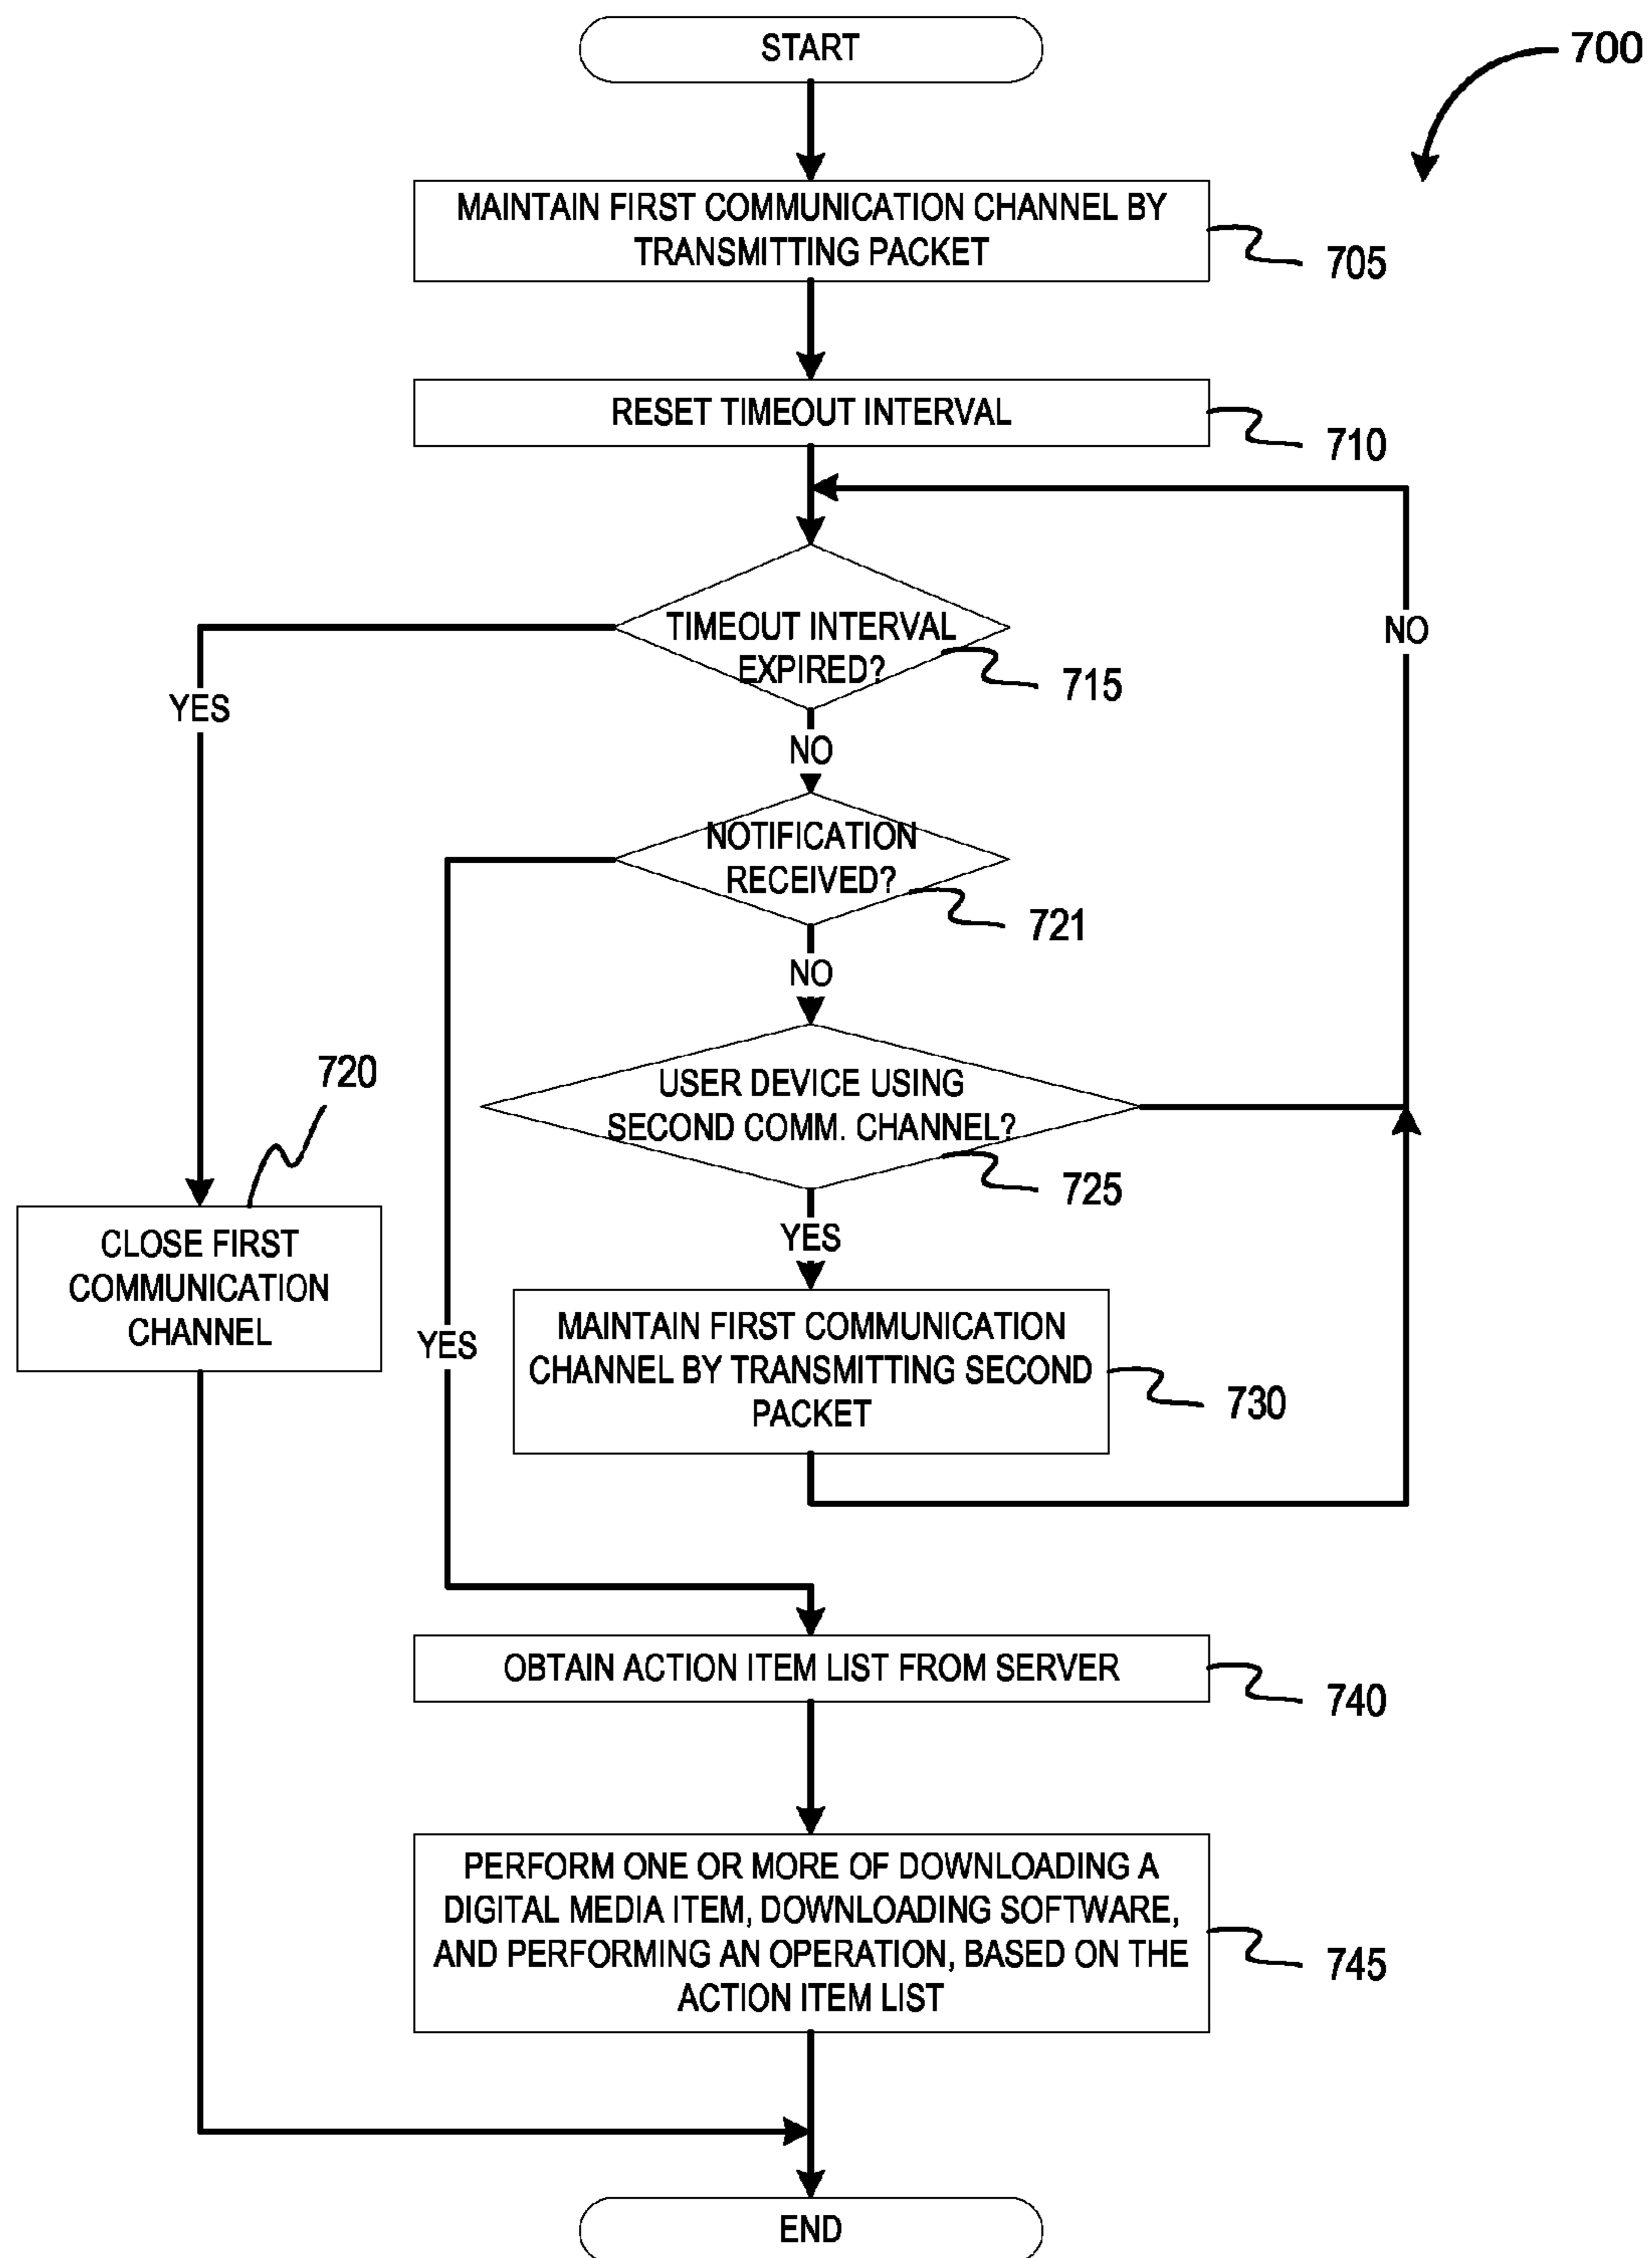 START
700
MAINTAIN FIRST COMMUNICATION CHANNEL BY
TRANSMITTING PACKET
705
RESET TIMEOUT INTERVAL
710
TIMEOUT INTERVAL
EXPIRED?
715
NO
YES
NO
NOTIFICATION
RECEIVED?
721
NO
USER DEVICE USING
SECOND COMM. CHANNEL?
725
720
YES
CLOSE FIRST
COMMUNICATION
CHANNEL
YES
MAINTAIN FIRST COMMUNICATION
CHANNEL BY TRANSMITTING SECOND
PACKET
730
OBTAIN ACTION ITEM LIST FROM SERVER
740
PERFORM ONE OR MORE OF DOWNLOADING A
DIGITAL MEDIA ITEM, DOWNLOADING SOFTWARE,
AND PERFORMING AN OPERATION, BASED ON THE
ACTION ITEM LIST
745
END